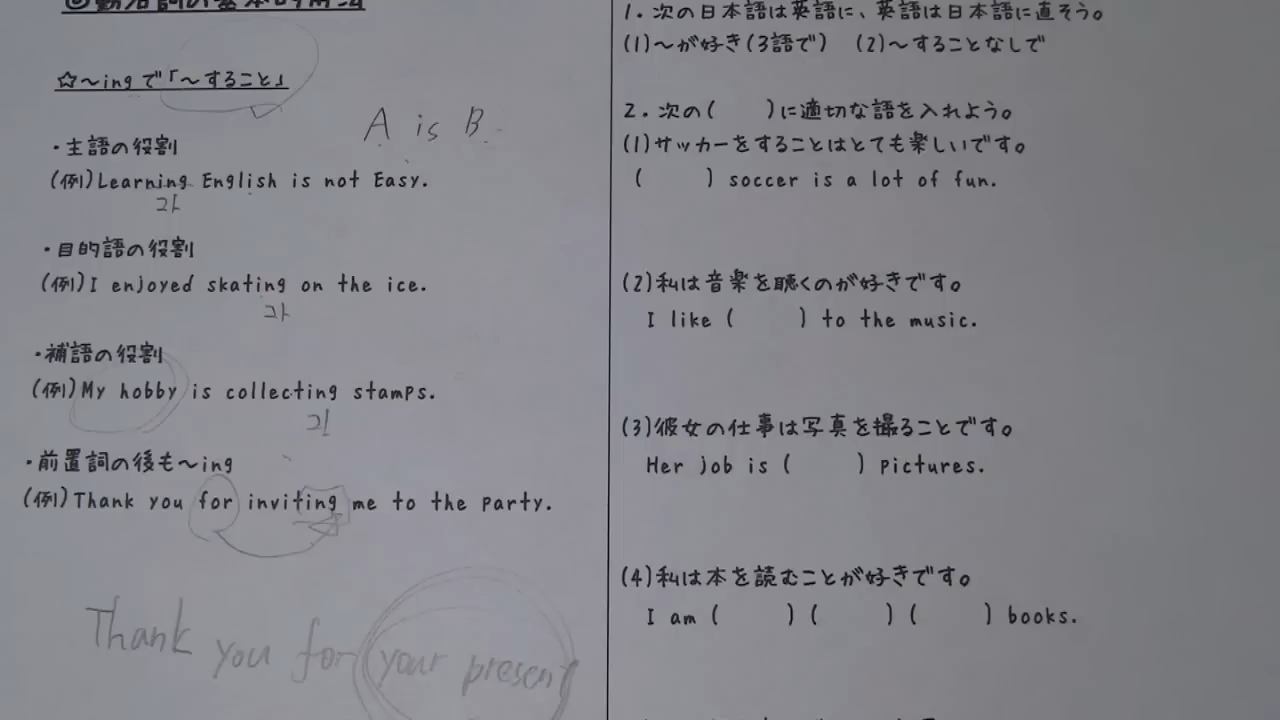 ◎動名詞の基本的用法
☆～ingで「～すること」
A is B.
・主語の役割
(例)Learning English is not Easy.
・目的語の役割
(例)I enjoyed skating on the ice.
・補語の役割
(例)My hobby is collecting stamps.
・前置詞の後も～ing
(例)Thank you for inviting me to the party.
Thank you for your present
1. 次の日本語は英語に、英語は日本語に直そう。
(1)～が好き(3語で) (2)～することなしで
2. 次の( )に適切な語を入れよう。
(1)サッカーをすることはとても楽しいです。
( ) soccer is a lot of fun.
(2)私は音楽を聴くのが好きです。
I like ( ) to the music.
(3)彼女の仕事は写真を撮ることです。
Her job is ( ) pictures.
(4)私は本を読むことが好きです。
I am ( ) ( ) ( ) books.